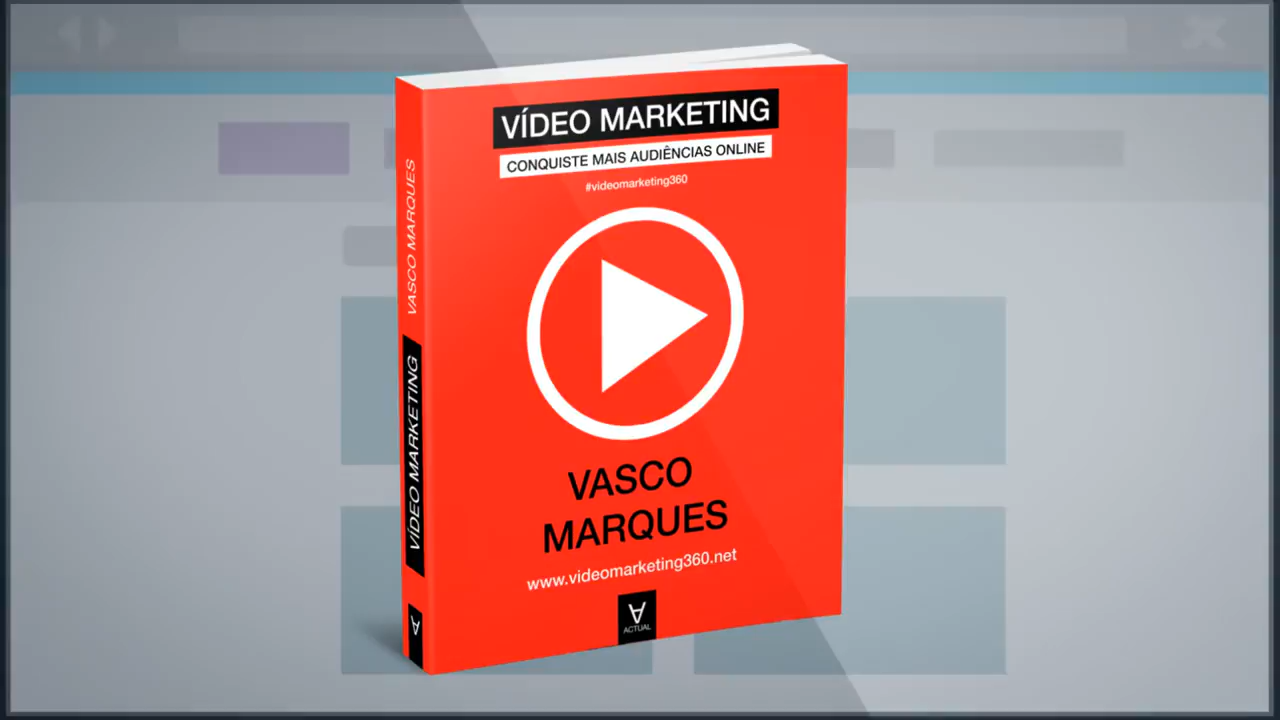 VÍDEO MARKETING
CONQUISTE MAIS AUDIÊNCIAS ONLINE
#videomarketing360
VASCO
MARQUES
www.videomarketing360.net
ACTUAL
VASCO MARQUES
VÍDEO MARKETING